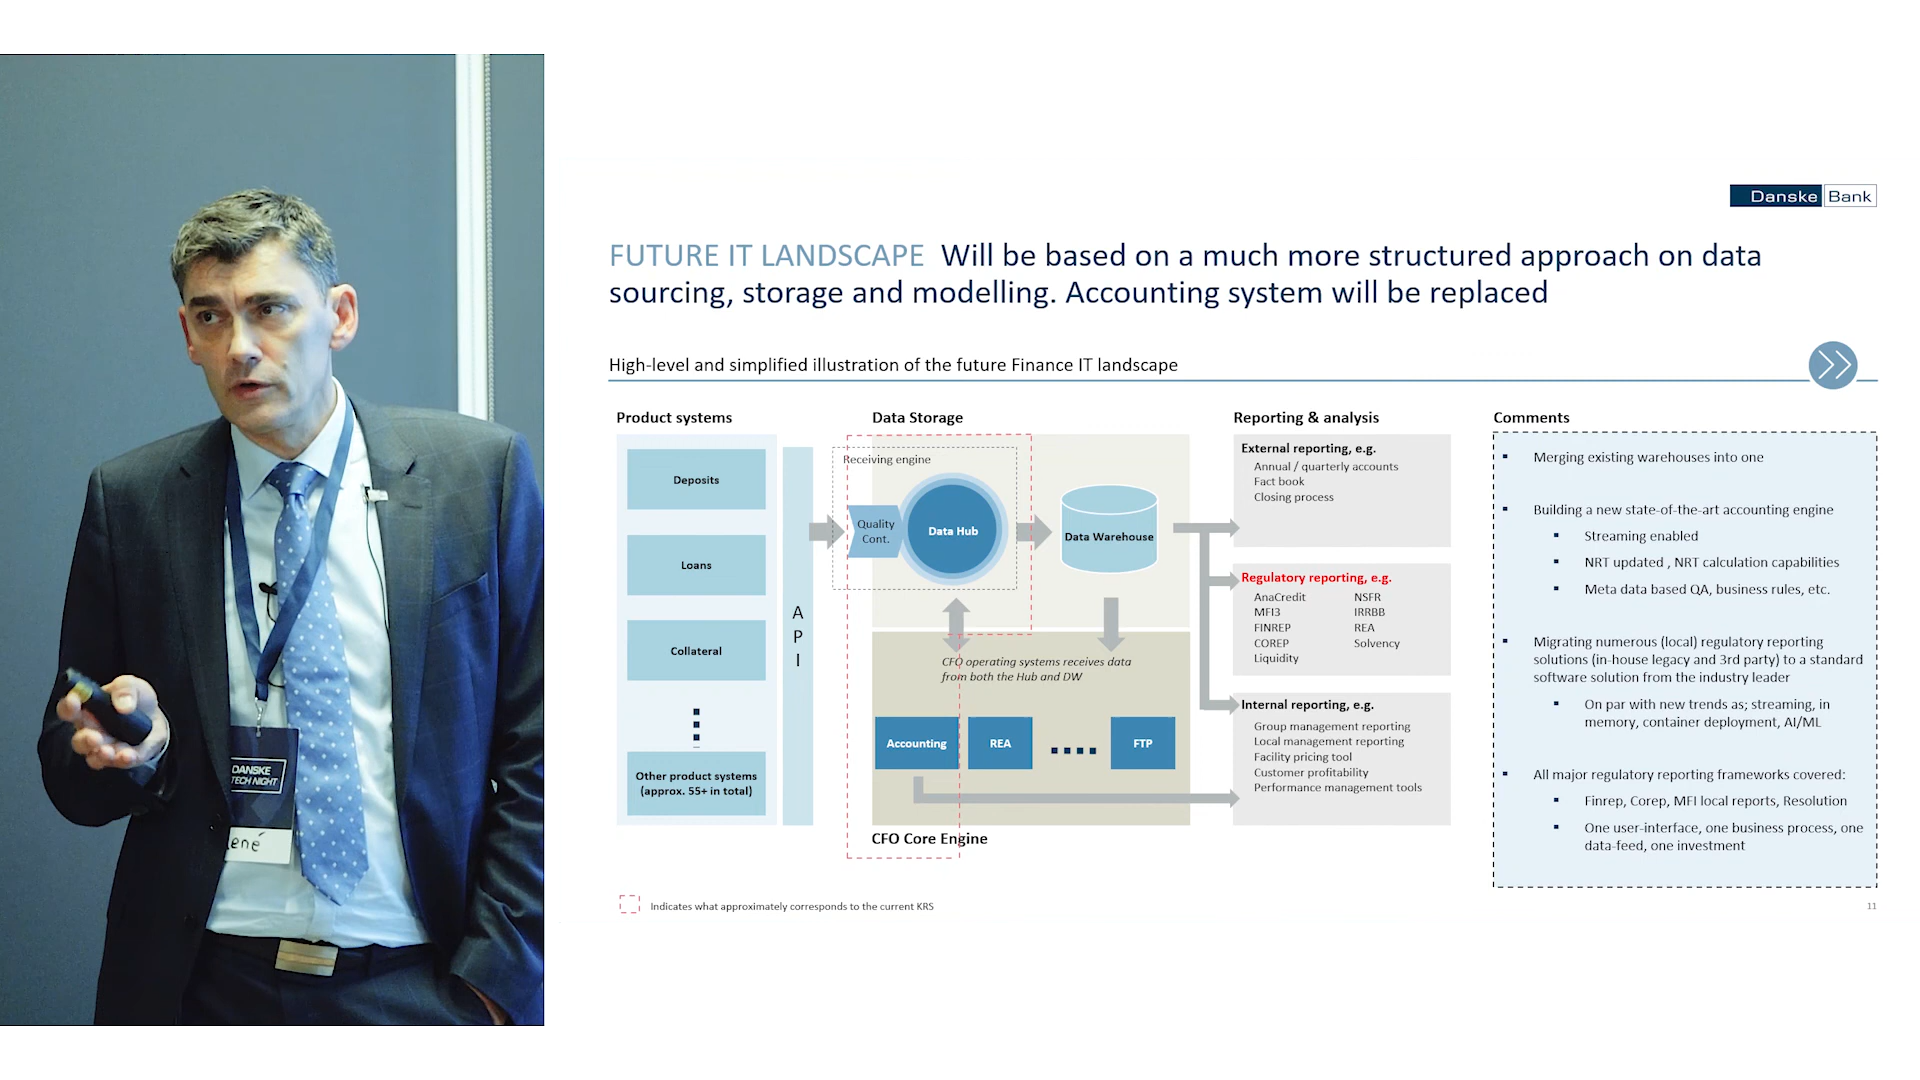 DANSKE
TECH NIGHT
ené
Danske Bank
FUTURE IT LANDSCAPE Will be based on a much more structured approach on data
sourcing, storage and modelling. Accounting system will be replaced
High-level and simplified illustration of the future Finance IT landscape
Product systems
Deposits
Loans
Collateral
Other product systems
(approx. 55+ in total)
A
P
I
Data Storage
Receiving engine
Quality
Cont.
Data Hub
Data Warehouse
CFO operating systems receives data
from both the Hub and DW
Accounting
REA
FTP
CFO Core Engine
Reporting & analysis
External reporting, e.g.
Annual / quarterly accounts
Fact book
Closing process
Regulatory reporting, e.g.
AnaCredit NSFR
MFI3 IRRBB
FINREP REA
COREP Solvency
Liquidity
Internal reporting, e.g.
Group management reporting
Local management reporting
Facility pricing tool
Customer profitability
Performance management tools
Comments
▪ Merging existing warehouses into one
▪ Building a new state-of-the-art accounting engine
▪ Streaming enabled
▪ NRT updated , NRT calculation capabilities
▪ Meta data based QA, business rules, etc.
▪ Migrating numerous (local) regulatory reporting
solutions (in-house legacy and 3rd party) to a standard
software solution from the industry leader
▪ On par with new trends as; streaming, in
memory, container deployment, AI/ML
▪ All major regulatory reporting frameworks covered:
▪ Finrep, Corep, MFI local reports, Resolution
▪ One user-interface, one business process, one
data-feed, one investment
Indicates what approximately corresponds to the current KRS
11